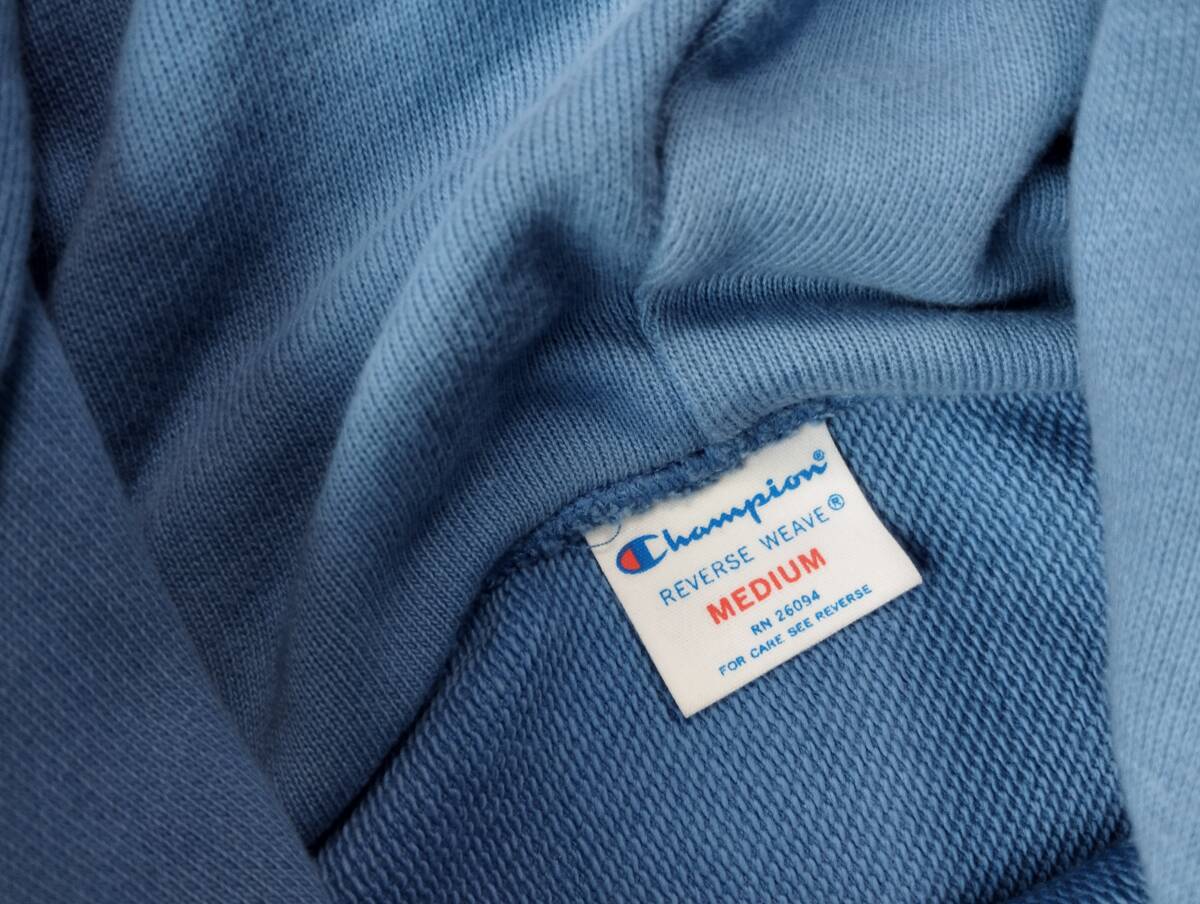 Champion®
REVERSE WEAVE®
MEDIUM
RN 26094
FOR CARE SEE REVERSE